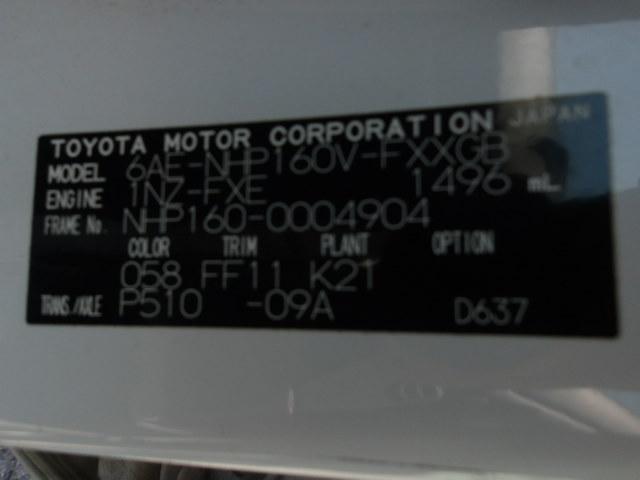 TOYOTA MOTOR CORPORATION JAPAN
MODEL 6AE-NHP160V-FXXGB
ENGINE 1NZ-FXE 1496 mL
FRAME No. NHP160-0004904
COLOR TRIM PLANT OPTION
058 FF11 K21
TRANS./AXLE P510 -09A D637